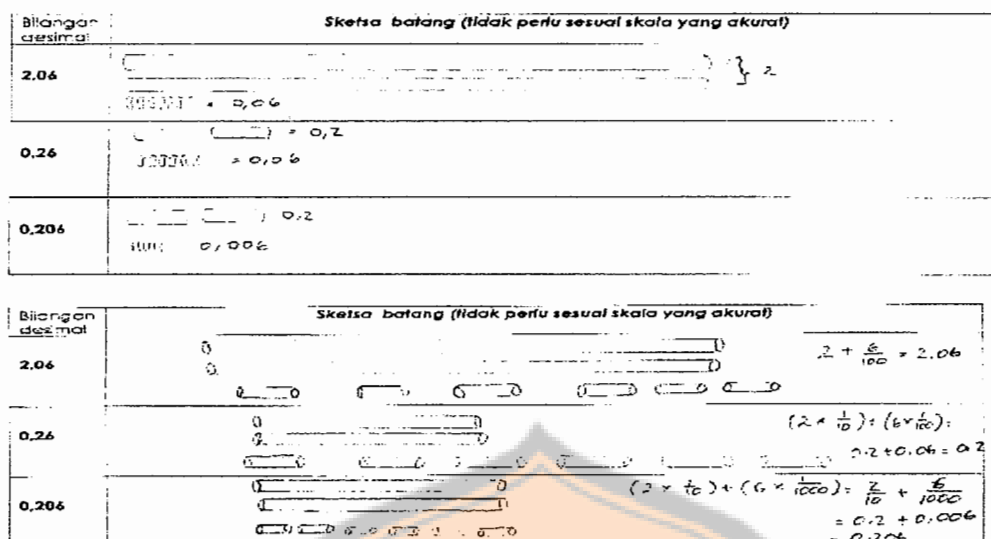 Bilangan desimal
Sketsa batang (tidak perlu sesuai skala yang akurat)
2,06
} 2
= 0,06
0,26
= 0,2
= 0,06
0,206
0,2
0,006
Bilangan desimal
Sketsa batang (tidak perlu sesuai skala yang akurat)
2,06
2 + 6/100 = 2.06
0,26
(2 × 1/10) + (6 × 1/100) =
0.2 + 0.06 = 0.2
0,206
(2 × 1/10) + (6 × 1/1000) = 2/10 + 6/1000
= 0.2 + 0,006
= 0.206